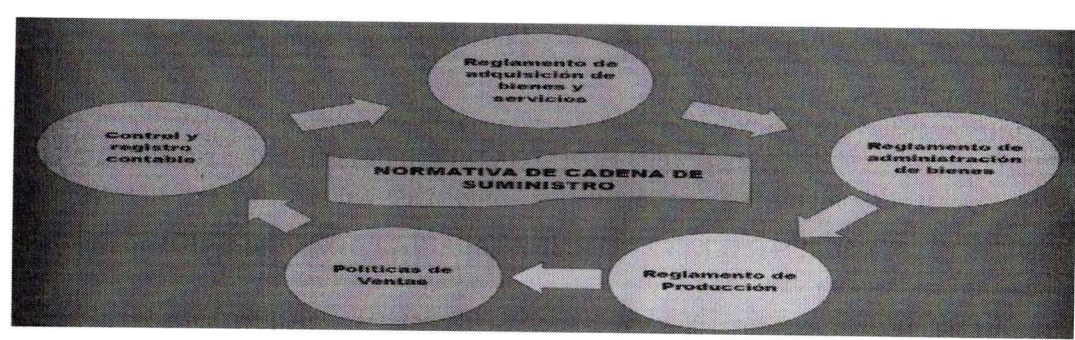 Reglamento de
adquisición de
bienes y
servicios
Control y
registro
contable
Reglamento de
administración
de bienes
NORMATIVA DE CADENA DE
SUMINISTRO
Políticas de
Ventas
Reglamento de
Producción